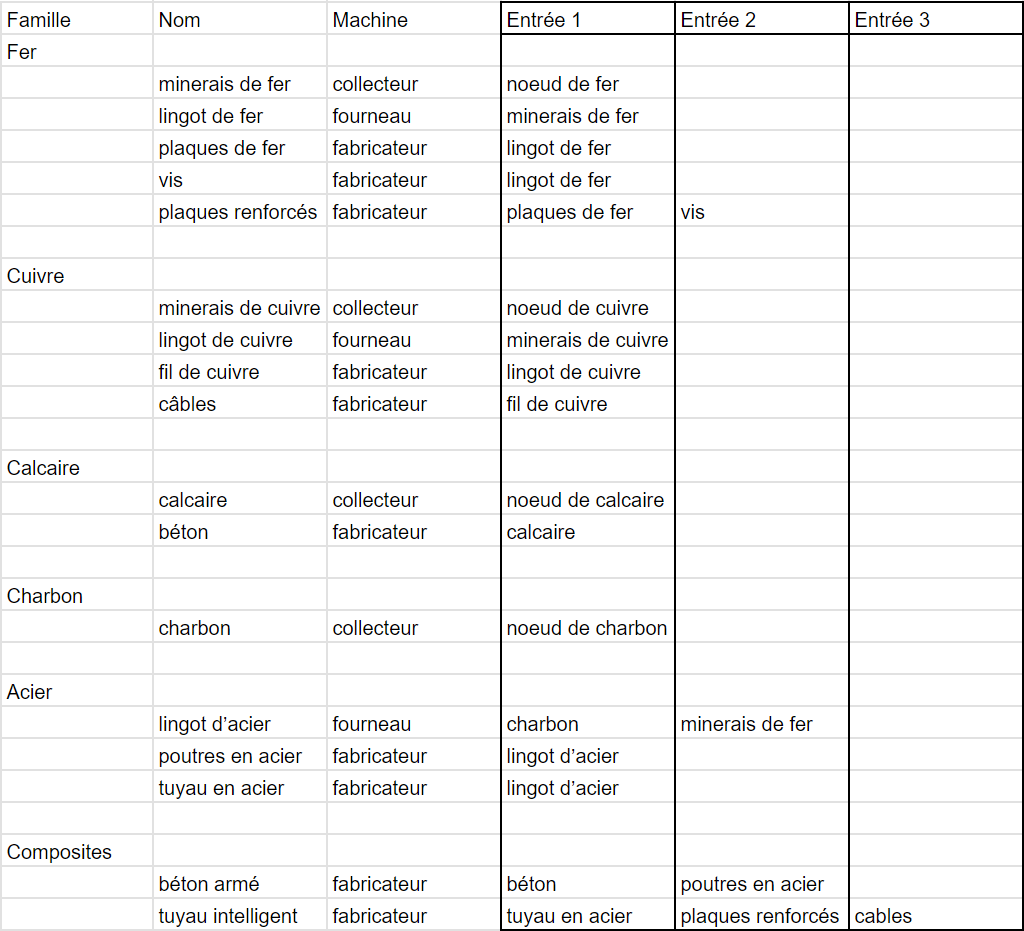 Famille Nom Machine Entrée 1 Entrée 2 Entrée 3
Fer
minerais de fer collecteur noeud de fer
lingot de fer fourneau minerais de fer
plaques de fer fabricateur lingot de fer
vis fabricateur lingot de fer
plaques renforcés fabricateur plaques de fer vis
Cuivre
minerais de cuivre collecteur noeud de cuivre
lingot de cuivre fourneau minerais de cuivre
fil de cuivre fabricateur lingot de cuivre
câbles fabricateur fil de cuivre
Calcaire
calcaire collecteur noeud de calcaire
béton fabricateur calcaire
Charbon
charbon collecteur noeud de charbon
Acier
lingot d’acier fourneau charbon minerais de fer
poutres en acier fabricateur lingot d’acier
tuyau en acier fabricateur lingot d’acier
Composites
béton armé fabricateur béton poutres en acier
tuyau intelligent fabricateur tuyau en acier plaques renforcés cables